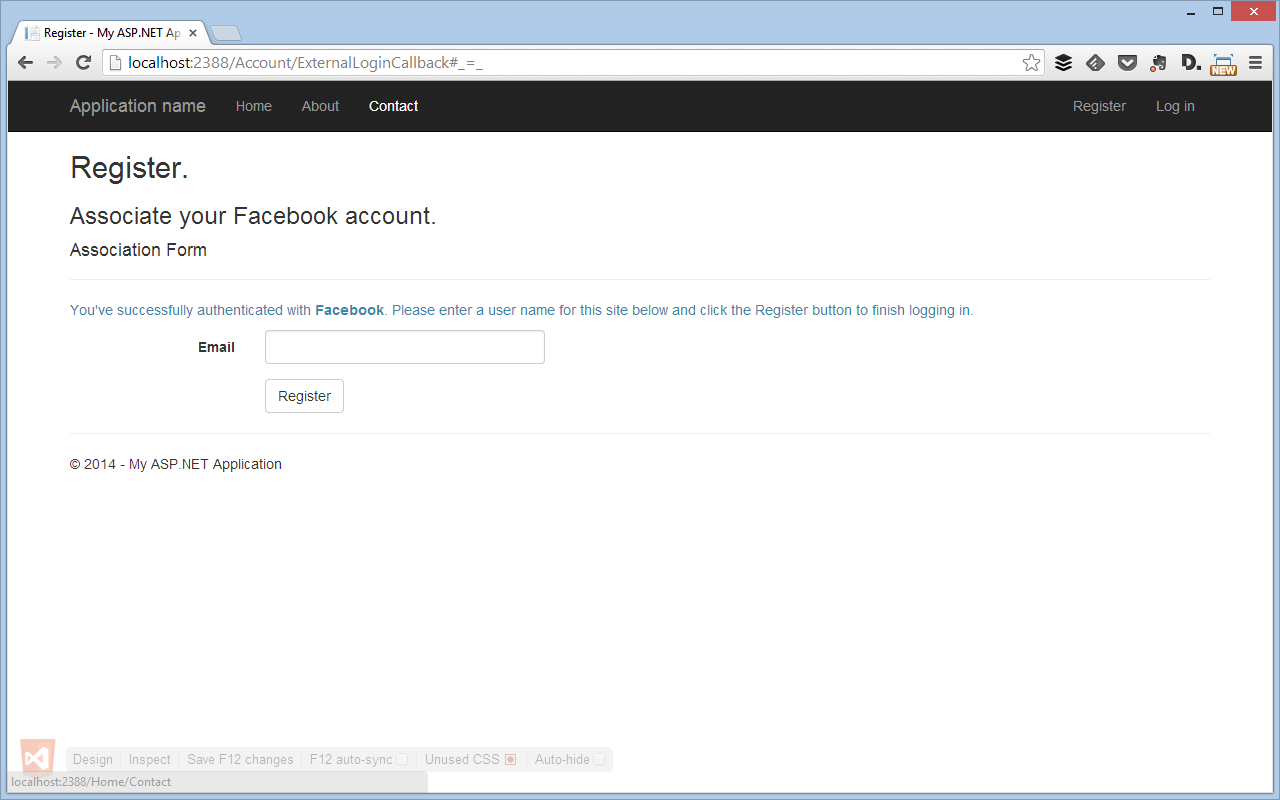 Register - My ASP.NET Ap
localhost:2388/Account/ExternalLoginCallback#_=_
D.
NEW
Application name Home About Contact Register Log in
Register.
Associate your Facebook account.
Association Form
You've successfully authenticated with Facebook. Please enter a user name for this site below and click the Register button to finish logging in.
Email
Register
© 2014 - My ASP.NET Application
Design Inspect Save F12 changes F12 auto-sync Unused CSS Auto-hide
localhost:2388/Home/Contact